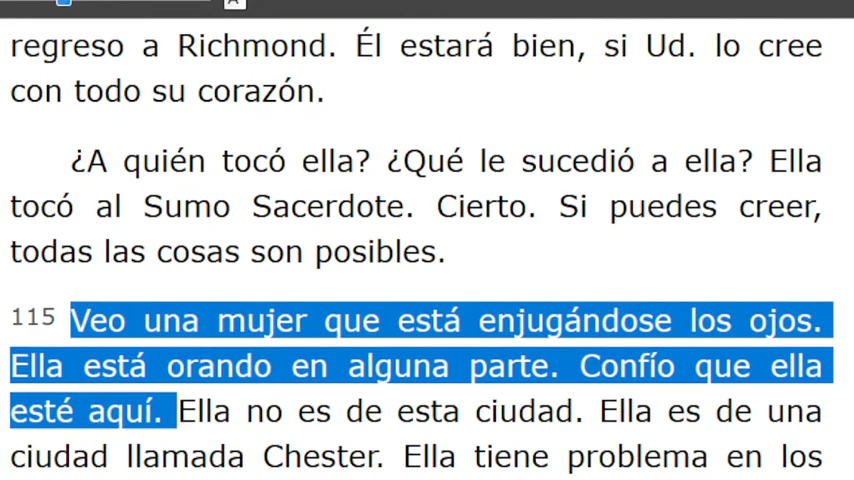 A
regreso a Richmond. Él estará bien, si Ud. lo cree
con todo su corazón.
¿A quién tocó ella? ¿Qué le sucedió a ella? Ella
tocó al Sumo Sacerdote. Cierto. Si puedes creer,
todas las cosas son posibles.
115 Veo una mujer que está enjugándose los ojos.
Ella está orando en alguna parte. Confío que ella
esté aquí. Ella no es de esta ciudad. Ella es de una
ciudad llamada Chester. Ella tiene problema en los